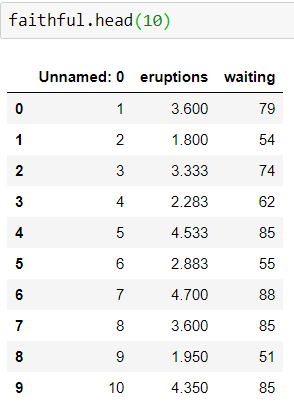 faithful.head(10)
Unnamed: 0 eruptions waiting
0 1 3.600 79
1 2 1.800 54
2 3 3.333 74
3 4 2.283 62
4 5 4.533 85
5 6 2.883 55
6 7 4.700 88
7 8 3.600 85
8 9 1.950 51
9 10 4.350 85